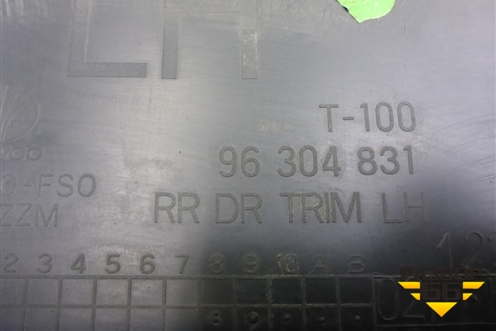 LH
T-100
96 304 831
-FSO
RR DR TRIM LH
ZZM
2 3 4 5 6 7 8 9 10 A B